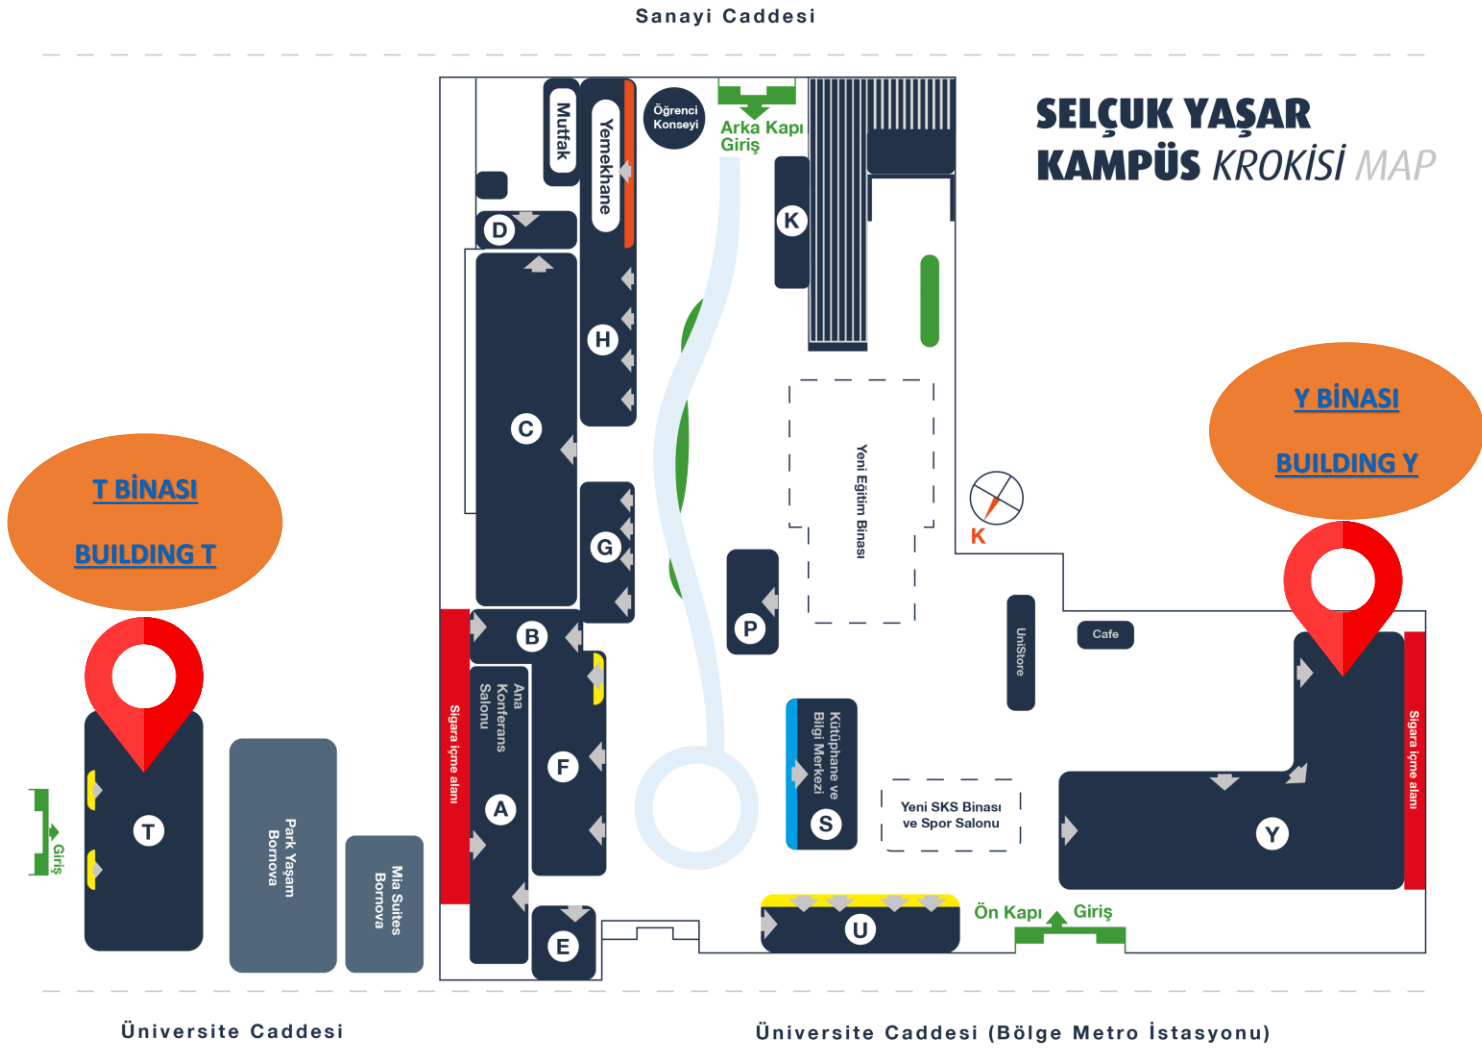 Sanayi Caddesi
SELÇUK YAŞAR
KAMPÜS KROKİSİ MAP
Mutfak
Yemekhane
Öğrenci
Konseyi
Arka Kapı
Giriş
D
K
H
C
G
B
P
Yeni Eğitim Binası
K
Y BİNASI
BUILDING Y
T BİNASI
BUILDING T
UniStore
Cafe
Sigara içme alanı
Ana
Konferans
Salonu
F
A
Kütüphane ve
Bilgi Merkezi
S
Yeni SKS Binası
ve Spor Salonu
Y
Sigara içme alanı
T
Giriş
Park Yaşam
Bornova
Mia Suites
Bornova
E
U
Ön Kapı
Giriş
Üniversite Caddesi
Üniversite Caddesi (Bölge Metro İstasyonu)